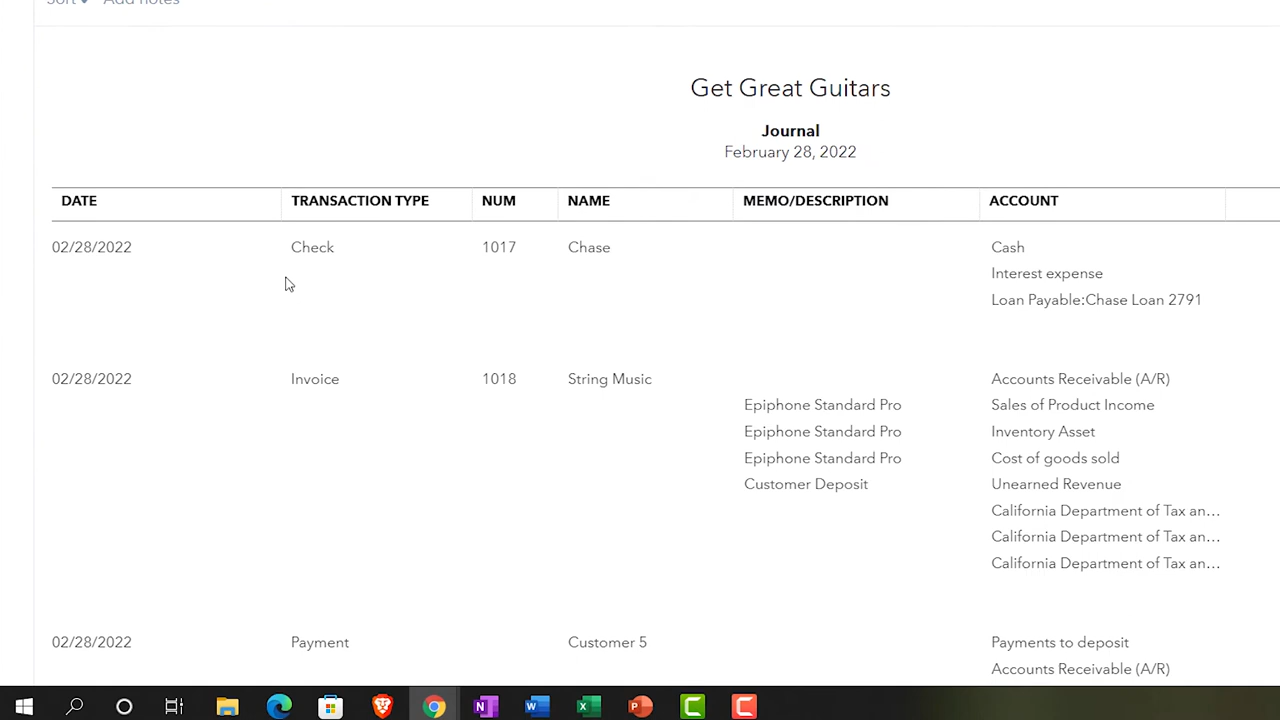 Sort Add notes
Get Great Guitars
Journal
February 28, 2022
DATE TRANSACTION TYPE NUM NAME MEMO/DESCRIPTION ACCOUNT
02/28/2022 Check 1017 Chase Cash
Interest expense
Loan Payable:Chase Loan 2791
02/28/2022 Invoice 1018 String Music Accounts Receivable (A/R)
Epiphone Standard Pro Sales of Product Income
Epiphone Standard Pro Inventory Asset
Epiphone Standard Pro Cost of goods sold
Customer Deposit Unearned Revenue
California Department of Tax an...
California Department of Tax an...
California Department of Tax an...
02/28/2022 Payment Customer 5 Payments to deposit
Accounts Receivable (A/R)